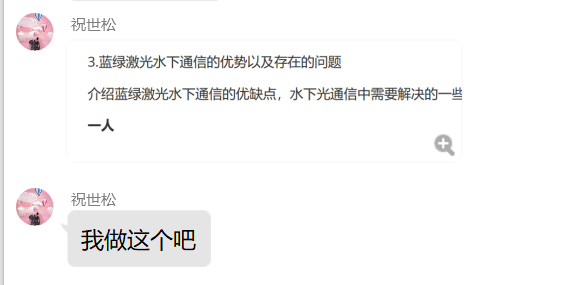 祝世松
3.蓝绿激光水下通信的优势以及存在的问题
介绍蓝绿激光水下通信的优缺点，水下光通信中需要解决的一些
一人
祝世松
我做这个吧